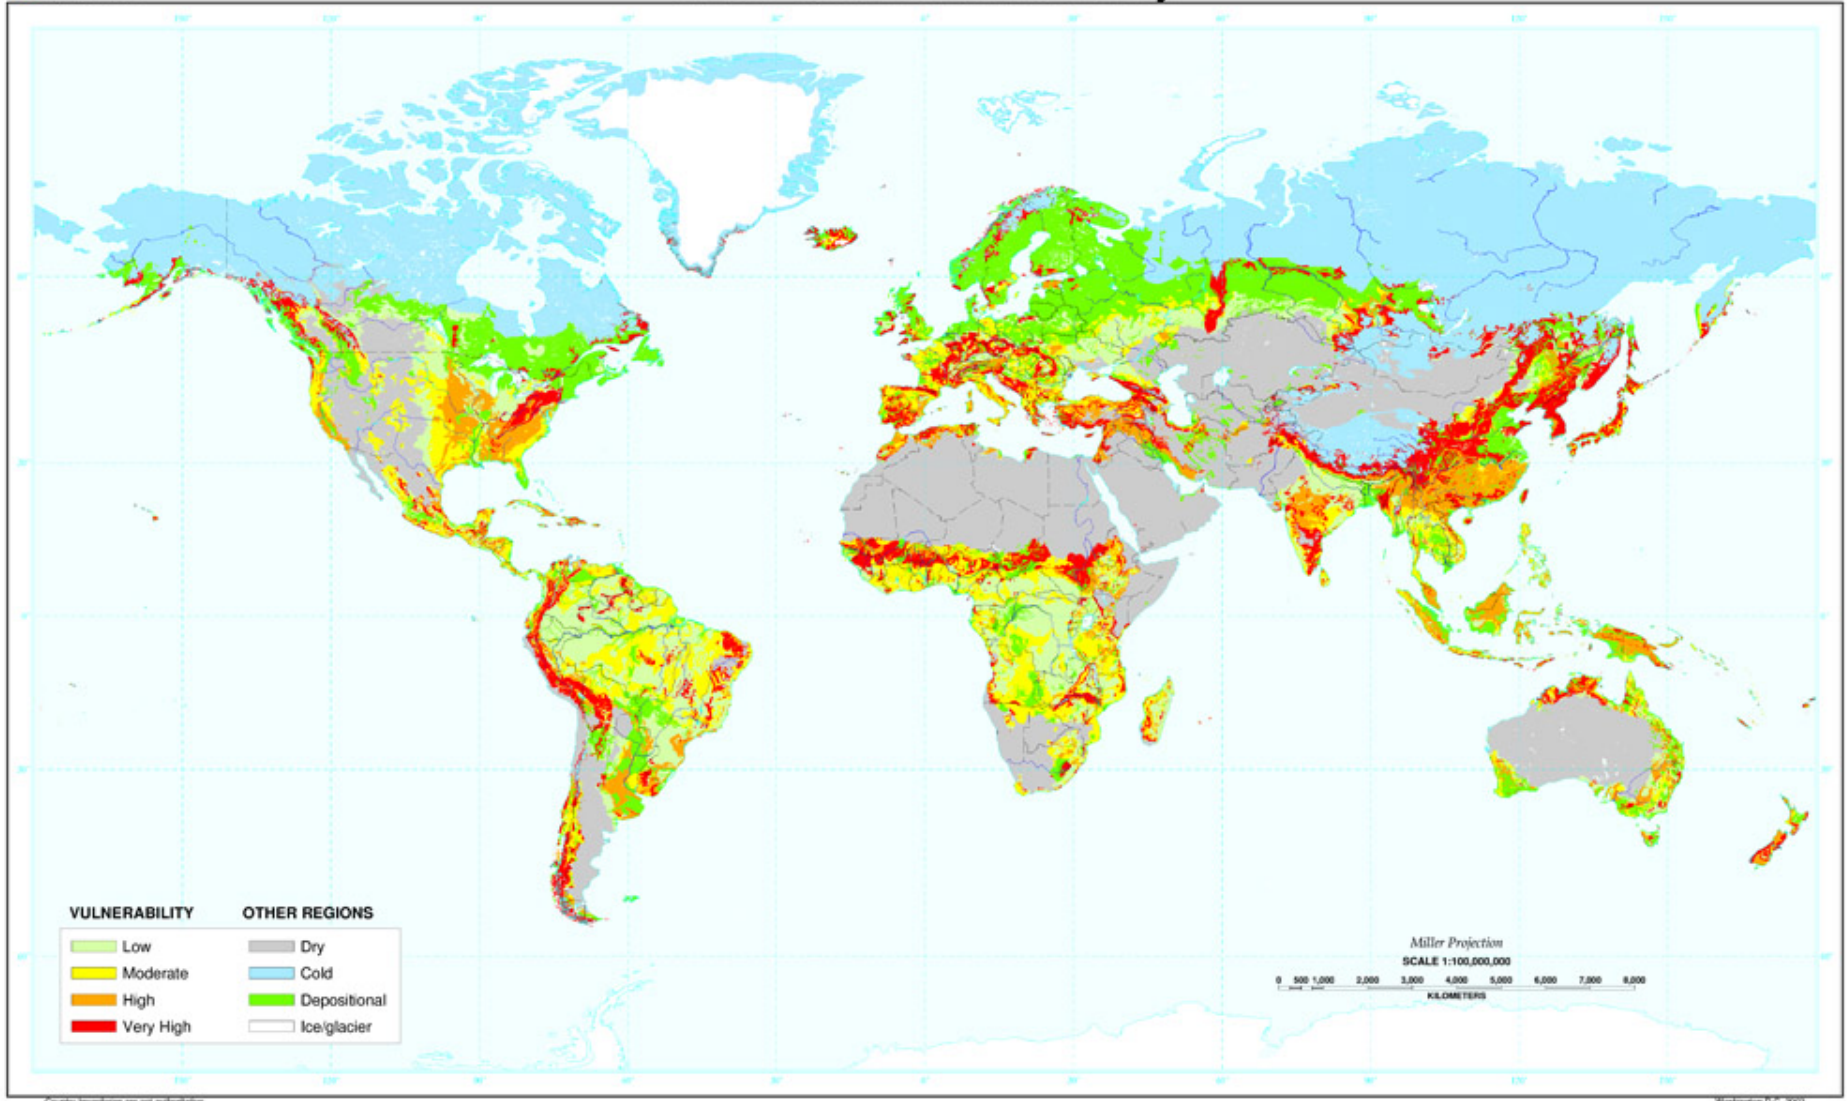 VULNERABILITY
OTHER REGIONS
Low
Dry
Moderate
Cold
High
Depositional
Very High
Ice/glacier
Miller Projection
SCALE 1:100,000,000
0 500 1,000 2,000 3,000 4,000 5,000 6,000 7,000 8,000
KILOMETERS